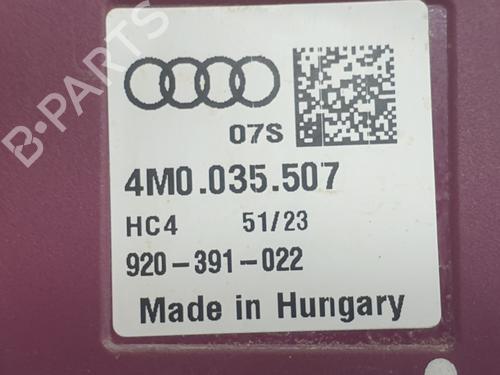 07S
4M0.035.507
HC4 51/23
920-391-022
Made in Hungary
B-PARTS